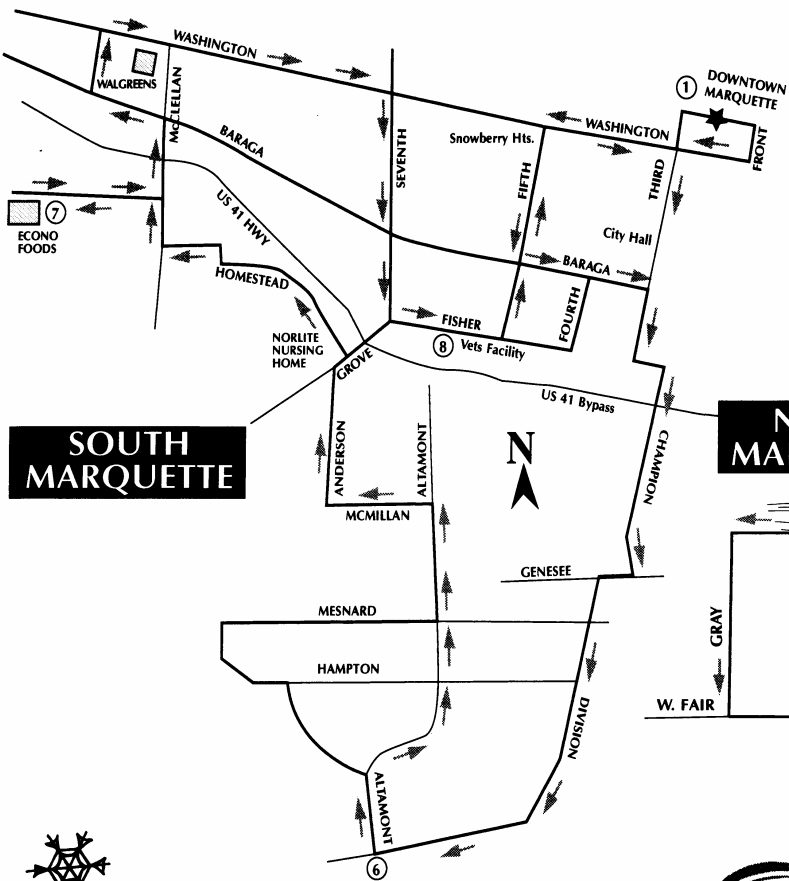 WASHINGTON
WALGREENS
McCLELLAN
1
DOWNTOWN
MARQUETTE
BARAGA
SEVENTH
Snowberry Hts.
WASHINGTON
FRONT
FIFTH
THIRD
US 41 HWY
City Hall
7
ECONO
FOODS
BARAGA
HOMESTEAD
FISHER
FOURTH
NORLITE
NURSING
HOME
8
Vets Facility
GROVE
US 41 Bypass
SOUTH
MARQUETTE
N
MA
ANDERSON
ALTAMONT
N
CHAMPION
MCMILLAN
GENESEE
MESNARD
GRAY
HAMPTON
W. FAIR
DIVISION
ALTAMONT
6